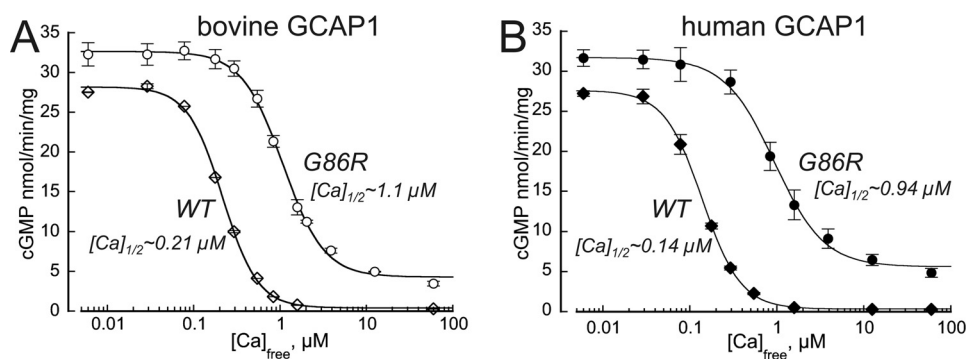 A bovine GCAP1
cGMP nmol/min/mg
35
30
25
20
15
10
5
0
G86R
[Ca]1/2~1.1 µM
WT
[Ca]1/2~0.21 µM
0.01 0.1 1 10 100
[Ca]free, µM
B human GCAP1
cGMP nmol/min/mg
35
30
25
20
15
10
5
0
G86R
[Ca]1/2~0.94 µM
WT
[Ca]1/2~0.14 µM
0.01 0.1 1 10 100
[Ca]free, µM